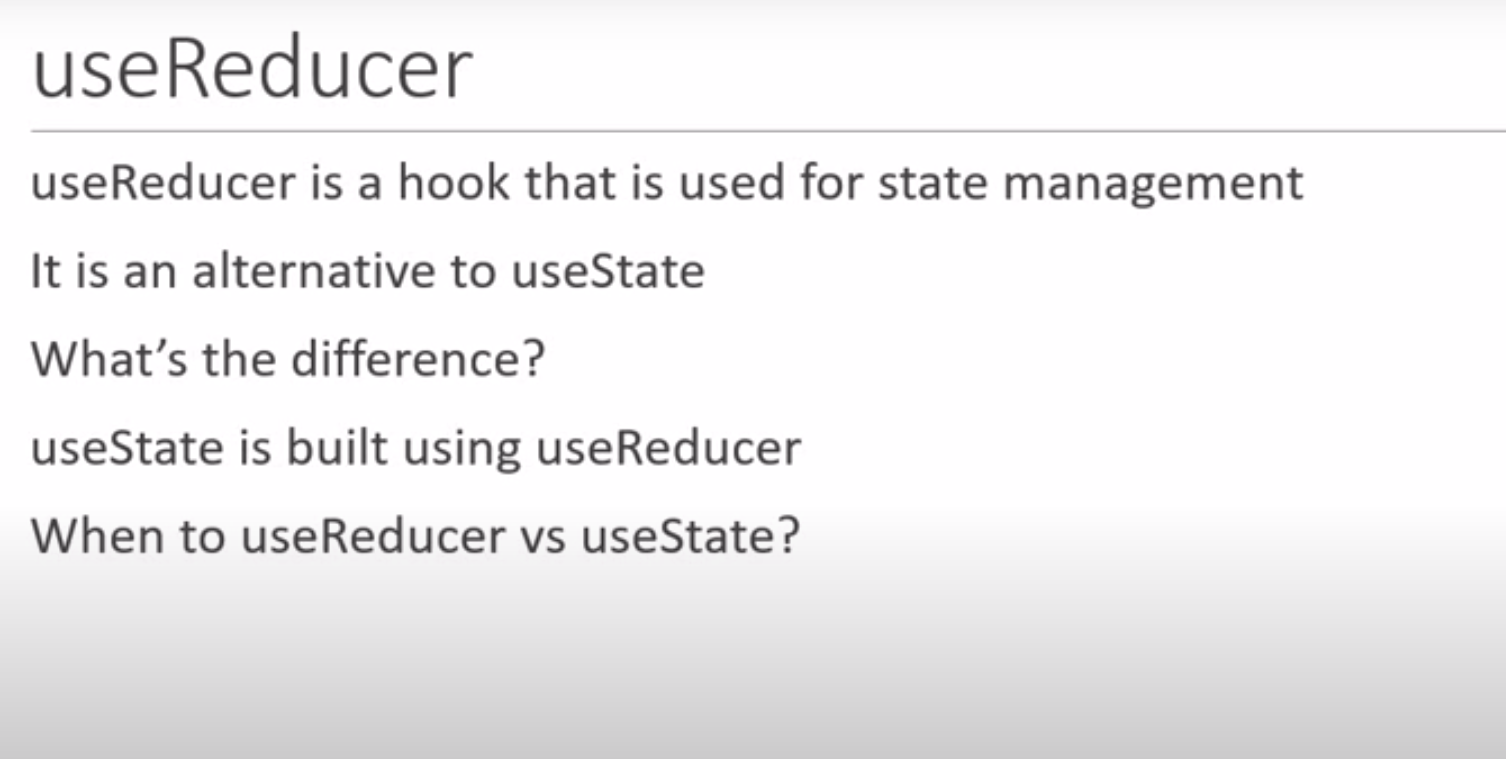 useReducer
useReducer is a hook that is used for state management
It is an alternative to useState
What’s the difference?
useState is built using useReducer
When to useReducer vs useState?